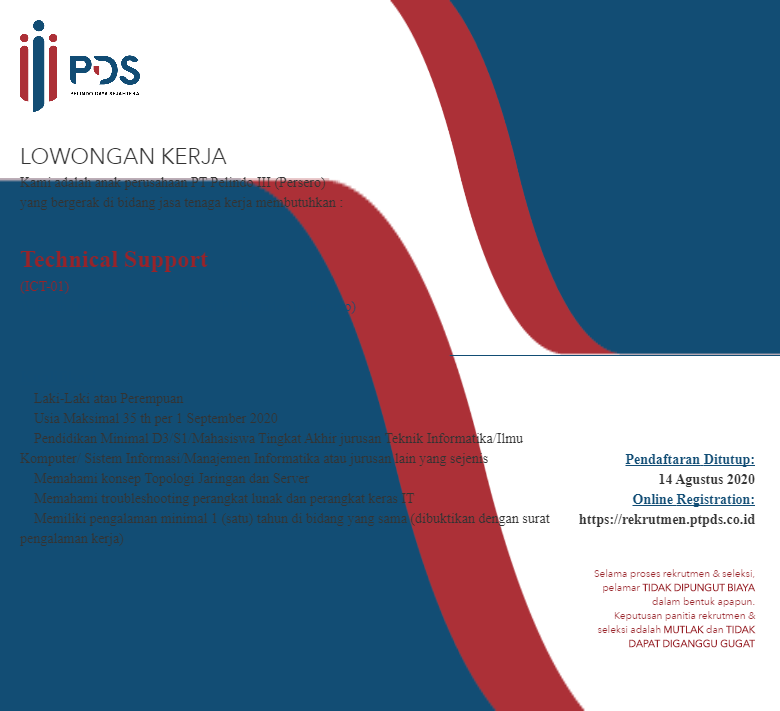 PDS
PELINDO DAYA SEJAHTERA
LOWONGAN KERJA
Kami adalah anak perusahaan PT Pelindo III (Persero)
yang bergerak di bidang jasa tenaga kerja membutuhkan :
Technical Support
(ICT 01)
o)
Laki-Laki atau Perempuan
Usia Maksimal 35 th per 1 September 2020
Pendidikan Minimal D3/S1/Mahasiswa Tingkat Akhir jurusan Teknik Informatika/Ilmu
Komputer- Sistem Informasi/Manajemen Informatika atau jurusan lain yang sejenis
Memahami konsep Topologi Jaringan dan Server
Memahami troubleshooting perangkat lunak dan perangkat keras IT
Memiliki pengalaman minimal 1 (satu) tahun di bidang yang sama (dibuktikan dengan surat
pengalaman kerja)
Pendaftaran Ditutup:
14 Agustus 2020
Online Registration:
https://rekrutmen.ptpds.co.id
Selama proses rekrutmen & seleksi,
pelamar TIDAK DIPUNGUT BIAYA
dalam bentuk apapun.
Keputusan panitia rekrutmen &
seleksi adalah MUTLAK dan TIDAK
DAPAT DIGANGGU GUGAT